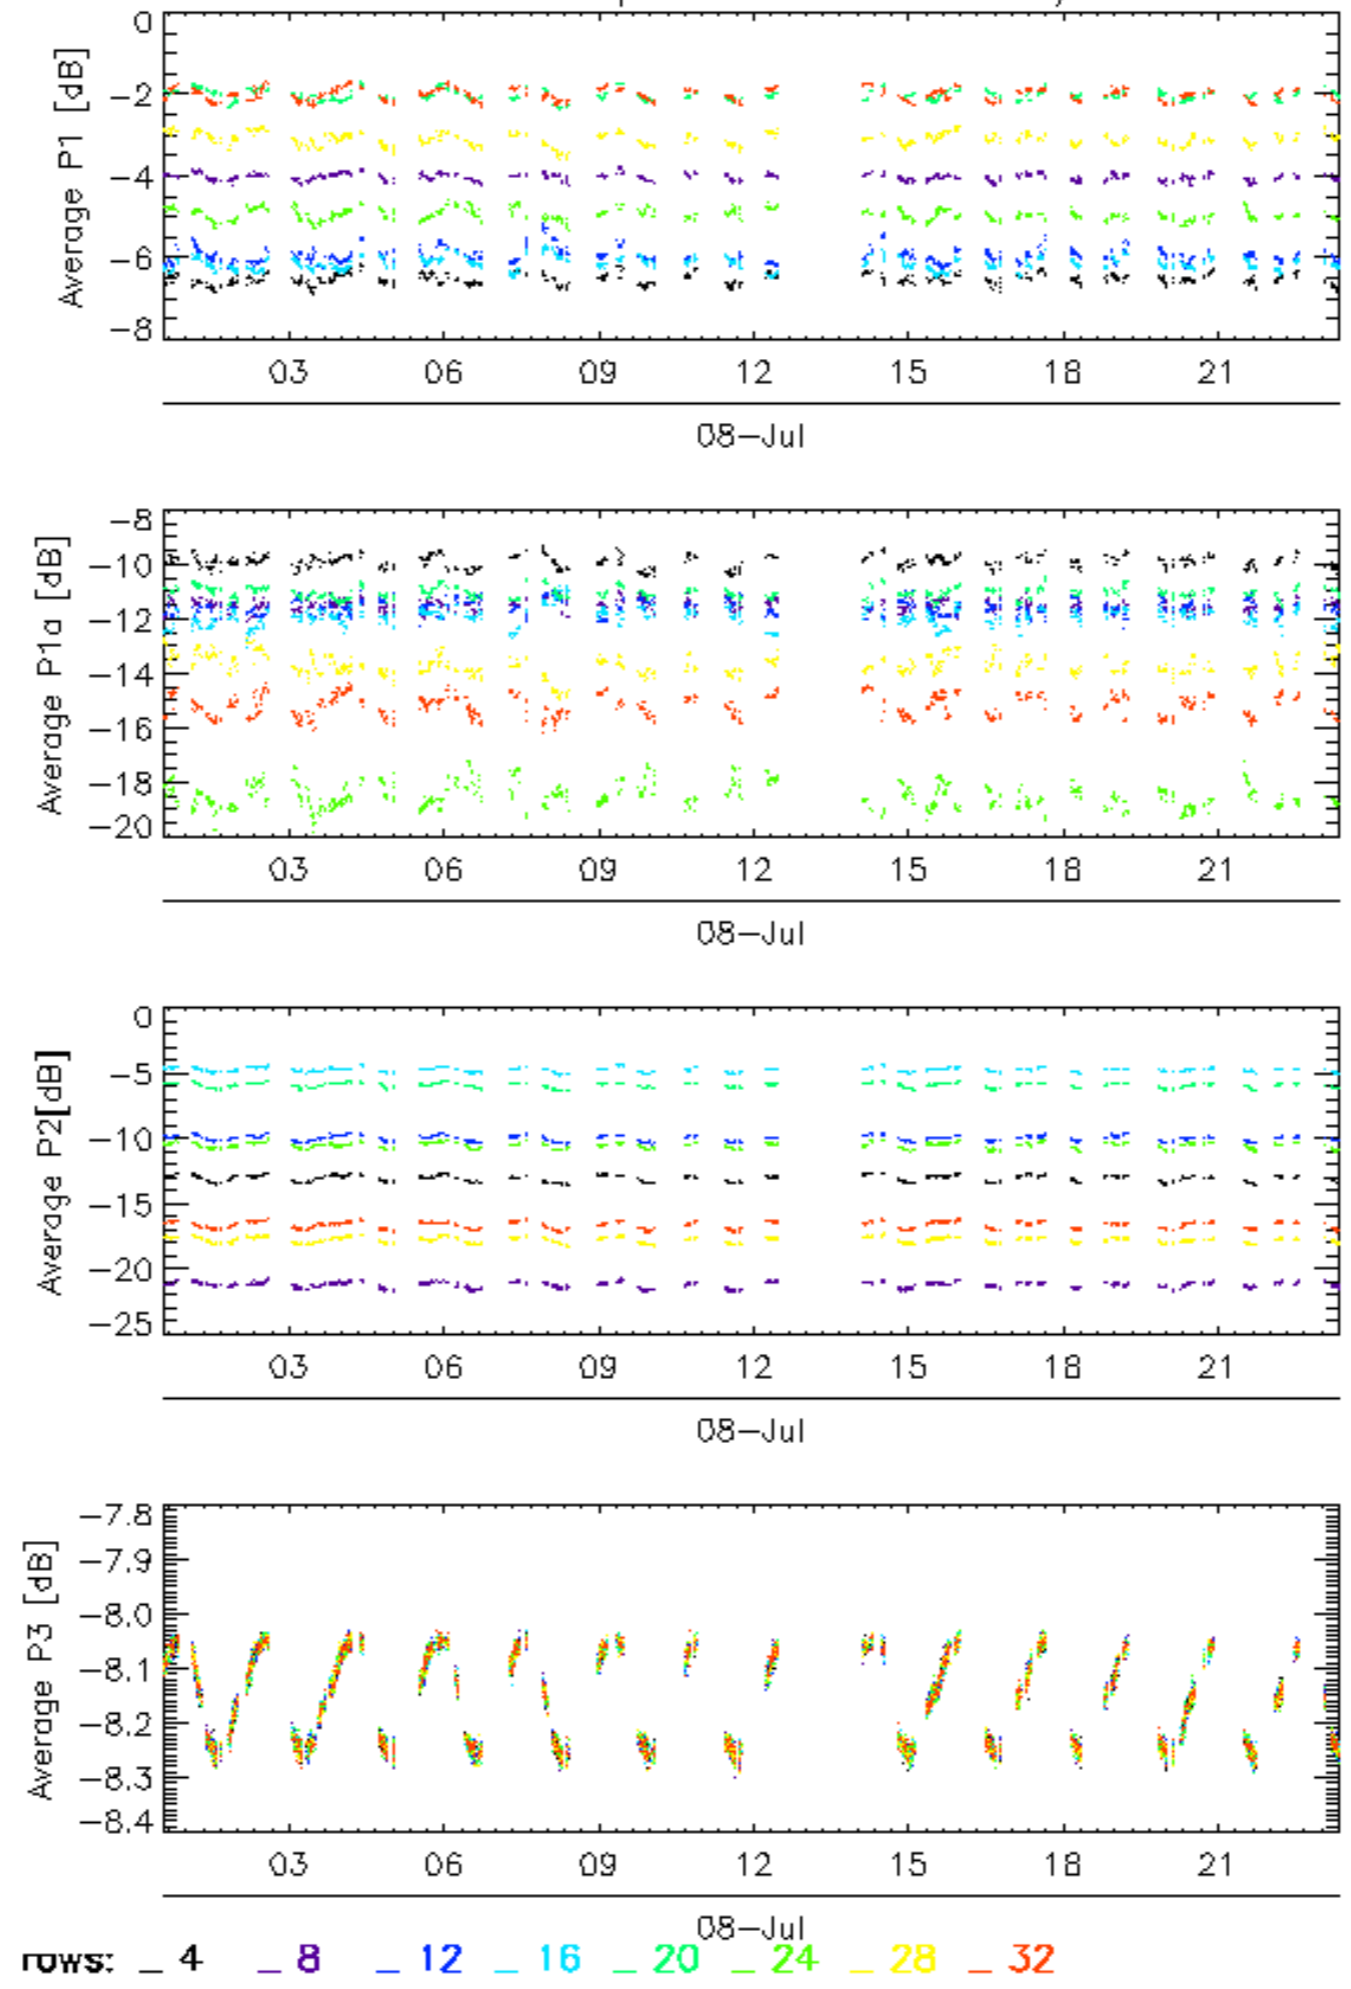 0
−2
−4
−6
−8
Average P1 [dB]
03 06 09 12 15 18 21
08−Jul
−8
−10
−12
−14
−16
−18
−20
Average P1a [dB]
03 06 09 12 15 18 21
08−Jul
0
−5
−10
−15
−20
−25
Average P2[dB]
03 06 09 12 15 18 21
08−Jul
−7.8
−7.9
−8.0
−8.1
−8.2
−8.3
−8.4
Average P3 [dB]
03 06 09 12 15 18 21
08−Jul
rows: _ 4 _ 8 _ 12 _ 16 _ 20 _ 24 _ 28 _ 32